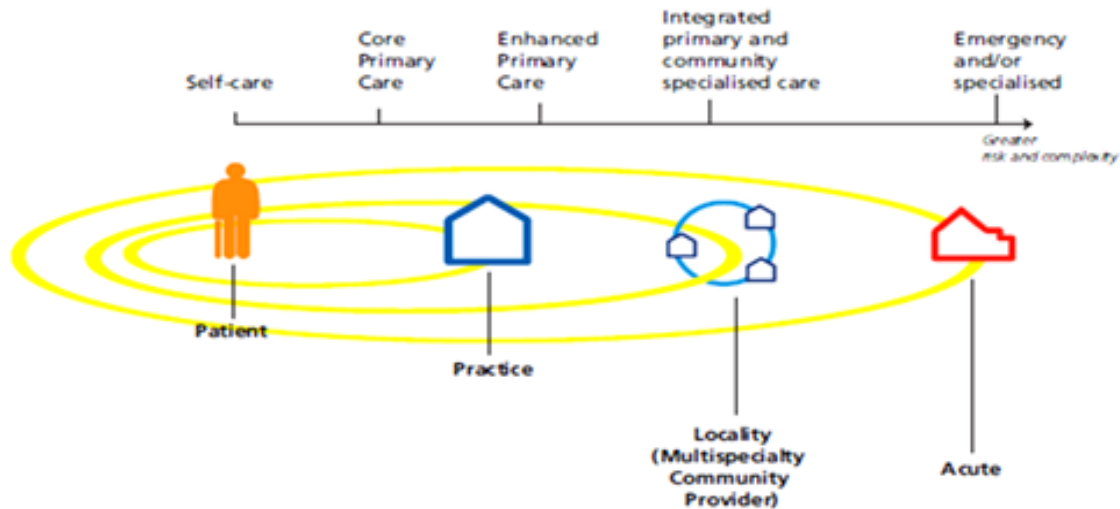 Self-care
Core
Primary
Care
Enhanced
Primary
Care
Integrated
primary and
community
specialised care
Emergency
and/or
specialised
Greater
risk and complexity
Patient
Practice
Locality
(Multispecialty
Community
Provider)
Acute